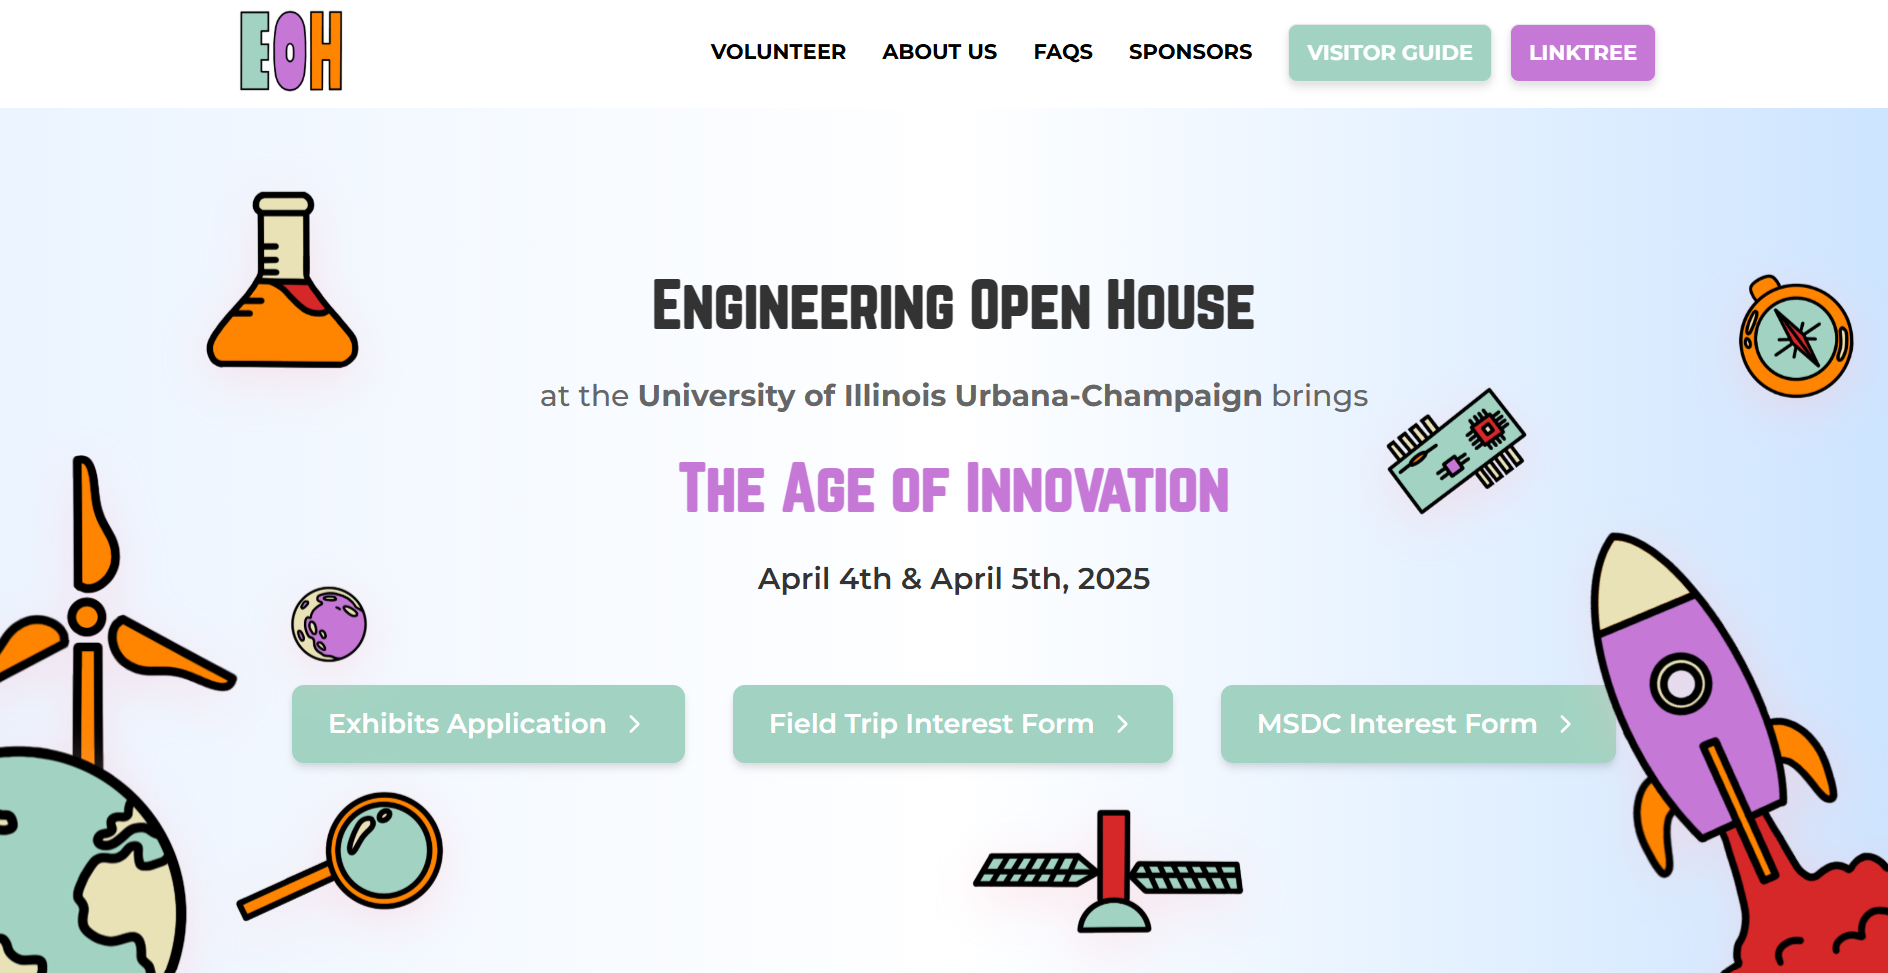 EOH
VOLUNTEER ABOUT US FAQS SPONSORS VISITOR GUIDE LINKTREE
Engineering Open House
at the University of Illinois Urbana-Champaign brings
The Age of Innovation
April 4th & April 5th, 2025
Exhibits Application
Field Trip Interest Form
MSDC Interest Form